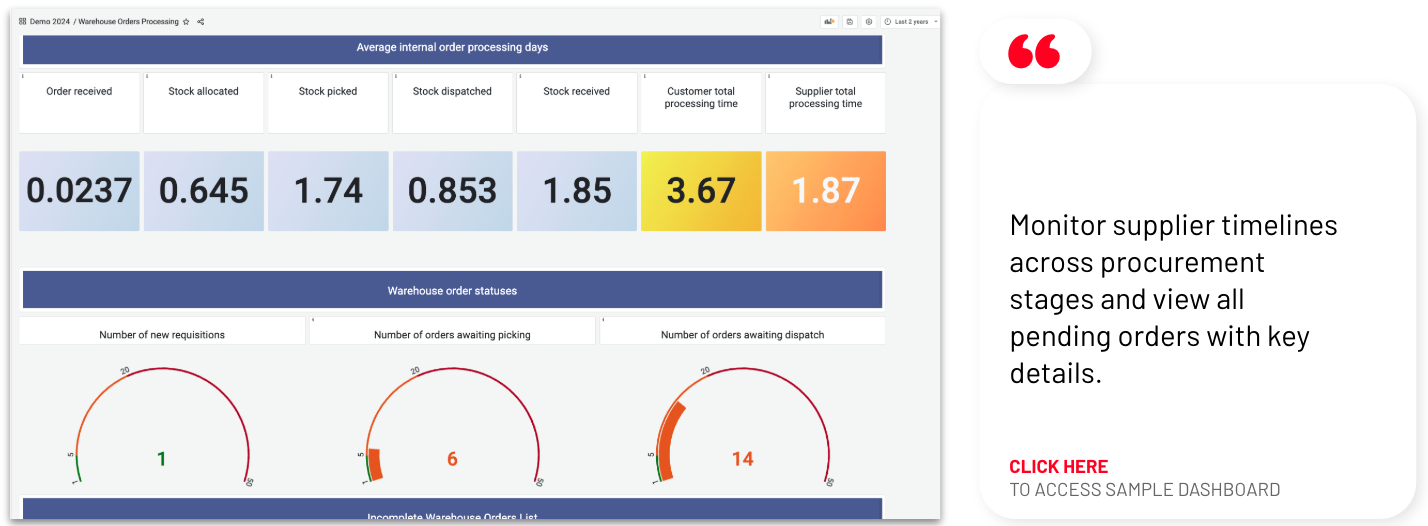 Demo 2024 / Warehouse Orders Processing
Last 2 years
Average internal order processing days
Order received
Stock allocated
Stock picked
Stock dispatched
Stock received
Customer total
processing time
Supplier total
processing time
0.0237
0.645
1.74
0.853
1.85
3.67
1.87
Warehouse order statuses
Number of new requisitions
Number of orders awaiting picking
Number of orders awaiting dispatch
20
5
1
50
1
20
5
1
50
6
20
5
1
50
14
Incomplete Warehouse Orders List
“
Monitor supplier timelines
across procurement
stages and view all
pending orders with key
details.
CLICK HERE
TO ACCESS SAMPLE DASHBOARD